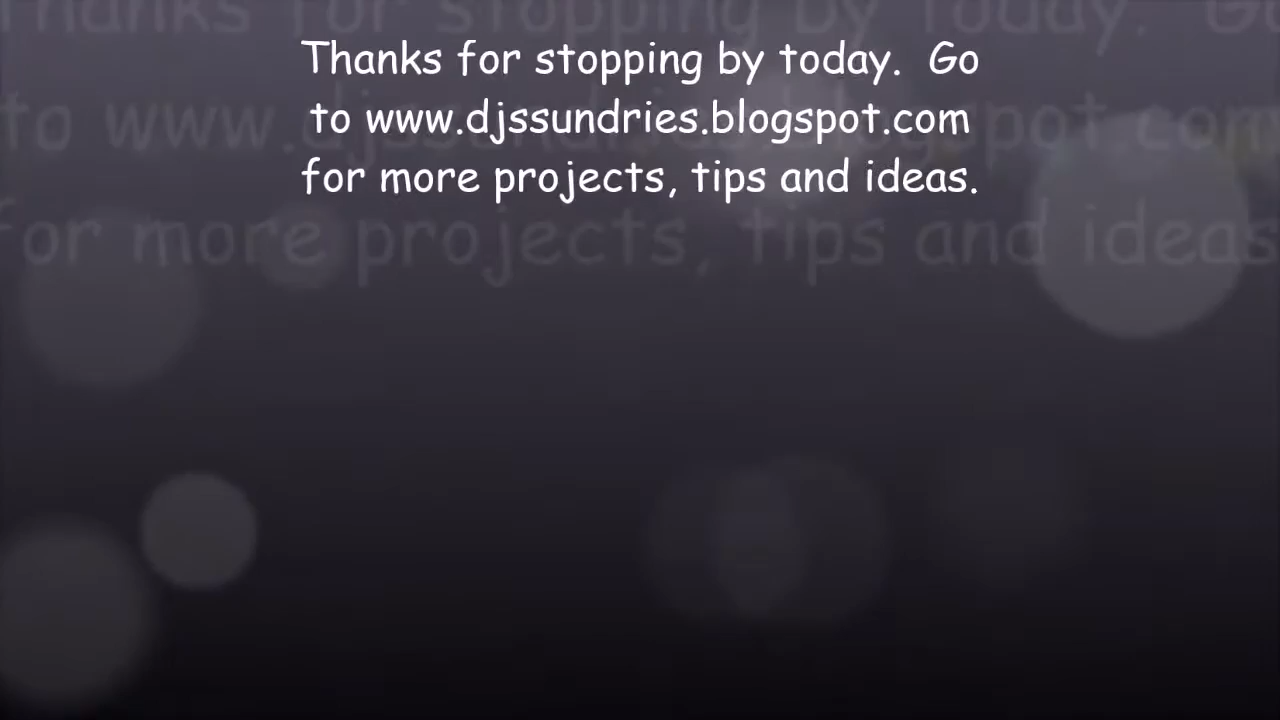 Thanks for stopping by today.  Go
to www.djssundries.blogspot.com
for more projects, tips and ideas.